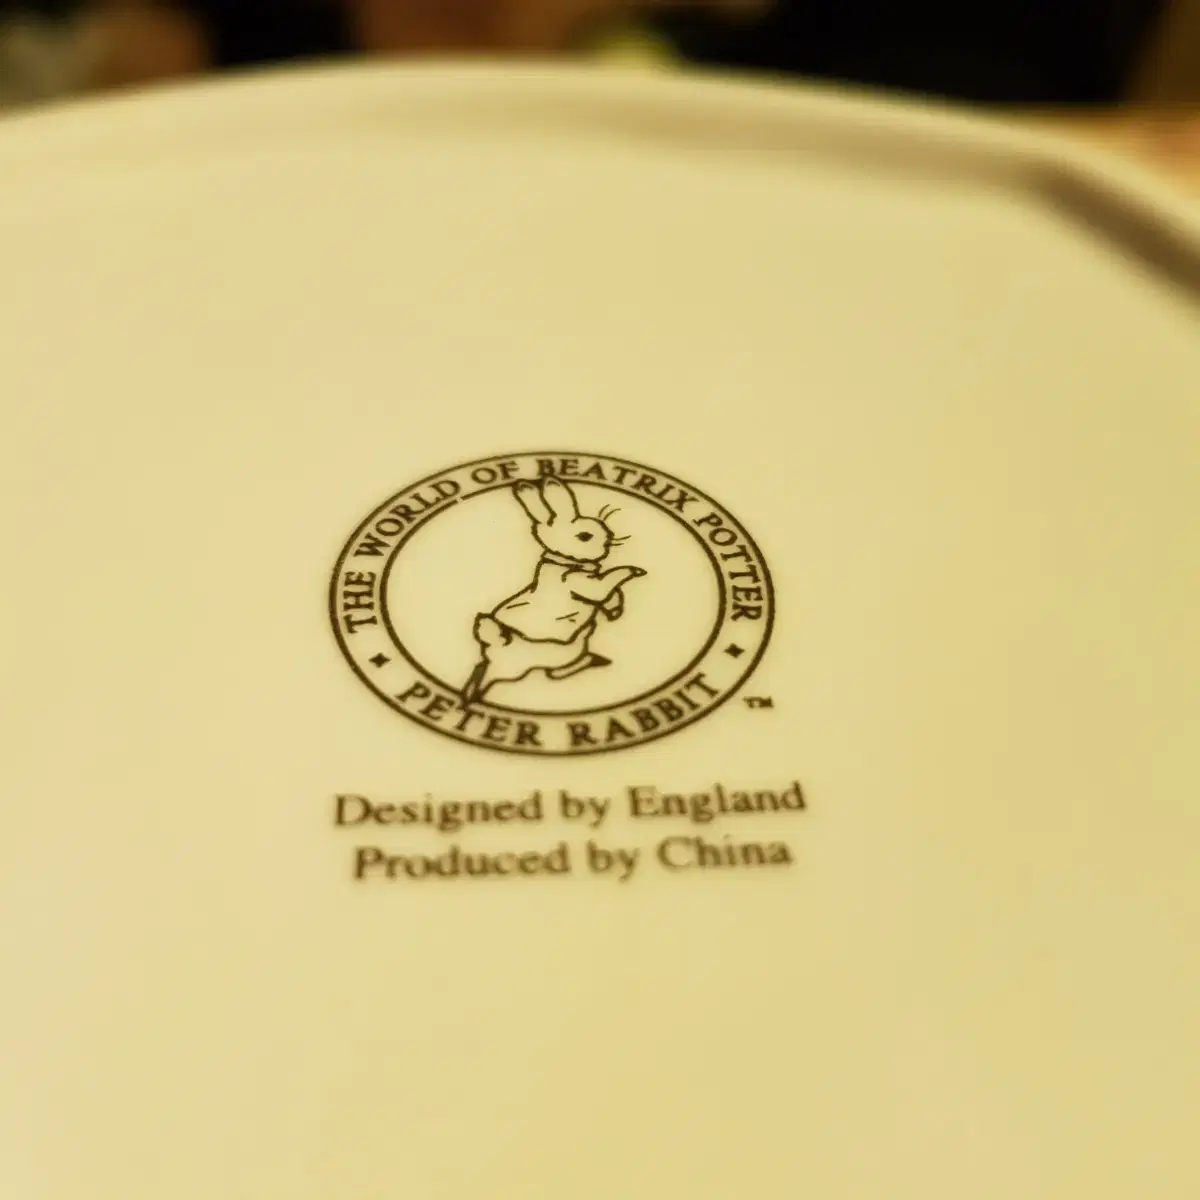 THE WORLD OF BEATRIX POTTER
PETER RABBIT
TM
Designed by England
Produced by China